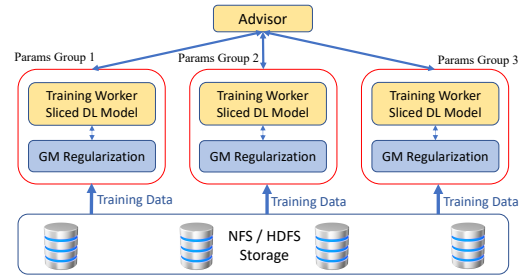 Advisor
Params Group 1
Params Group 2
Params Group 3
Training Worker
Sliced DL Model
GM Regularization
Training Worker
Sliced DL Model
GM Regularization
Training Worker
Sliced DL Model
GM Regularization
Training Data
Training Data
Training Data
NFS / HDFS
Storage